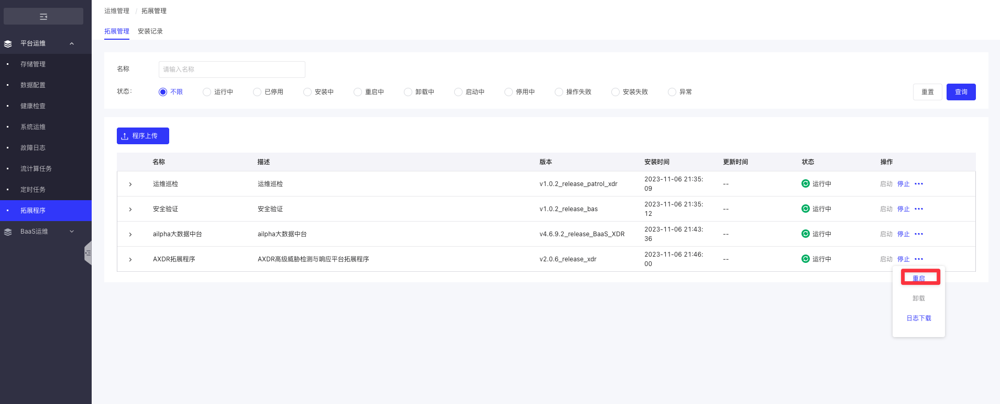 运维管理 / 拓展管理
拓展管理 安装记录
平台运维
存储管理
数据配置
健康检查
系统运维
故障日志
流计算任务
定时任务
拓展程序
BaaS运维
名称 请输入名称
状态: 不限 运行中 已停用 安装中 重启中 卸载中 启动中 停用中 操作失败 安装失败 异常 重置 查询
程序上传
名称 描述 版本 安装时间 更新时间 状态 操作
运维巡检 运维巡检 v1.0.2_release_patrol_xdr 2023-11-06 21:35:
09 -- 运行中 启动 停止 •••
安全验证 安全验证 v1.0.2_release_bas 2023-11-06 21:35:
12 -- 运行中 启动 停止 •••
ailpha大数据中台 ailpha大数据中台 v4.6.9.2_release_BaaS_XDR 2023-11-06 21:43:
36 -- 运行中 启动 停止 •••
AXDR拓展程序 AXDR高级威胁检测与响应平台拓展程序 v2.0.6_release_xdr 2023-11-06 21:46:
00 -- 运行中 启动 停止 •••
重启
卸载
日志下载